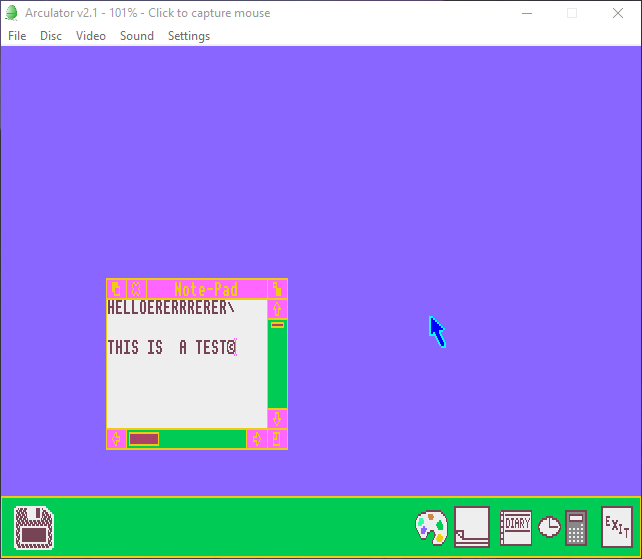 Arculator v2.1 - 101% - Click to capture mouse
File Disc Video Sound Settings
Note-Pad
HELLOERERRRERER\
THIS IS  A TEST©
DIARY
EXIT